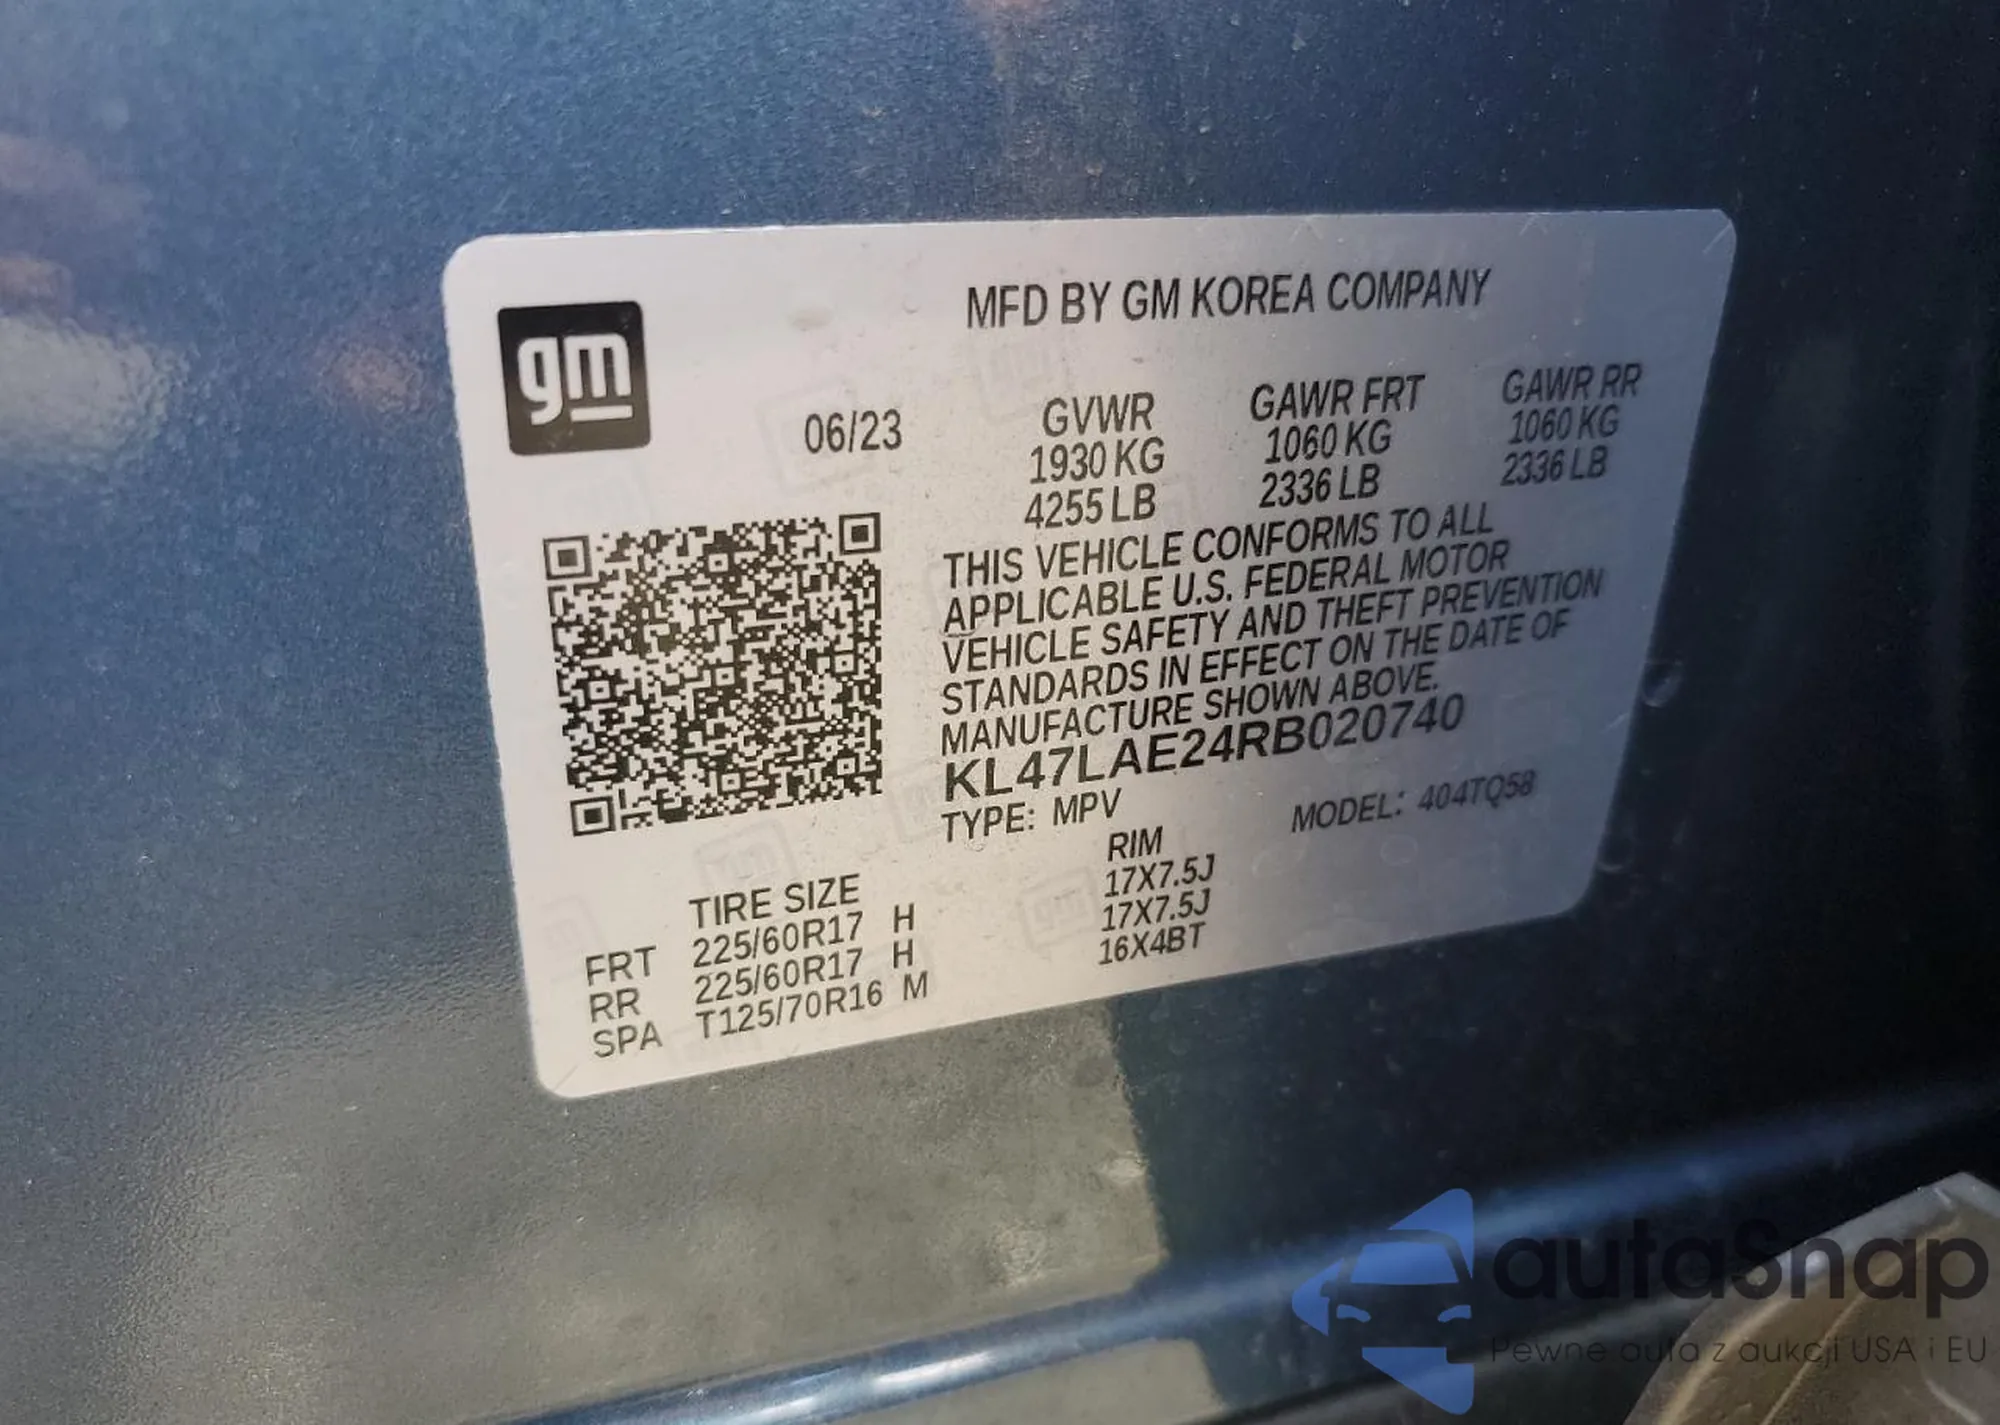 gm
MFD BY GM KOREA COMPANY
06/23 GVWR GAWR FRT GAWR RR
1930 KG 1060 KG 1060 KG
4255 LB 2336 LB 2336 LB
THIS VEHICLE CONFORMS TO ALL
APPLICABLE U.S. FEDERAL MOTOR
VEHICLE SAFETY AND THEFT PREVENTION
STANDARDS IN EFFECT ON THE DATE OF
MANUFACTURE SHOWN ABOVE.
KL47LAE24RB020740
TYPE: MPV MODEL: 404TQ58
TIRE SIZE RIM
FRT 225/60R17 H 17X7.5J
RR 225/60R17 H 17X7.5J
SPA T125/70R16 M 16X4BT
autaSnap
Pewne auta z aukcji USA i EU